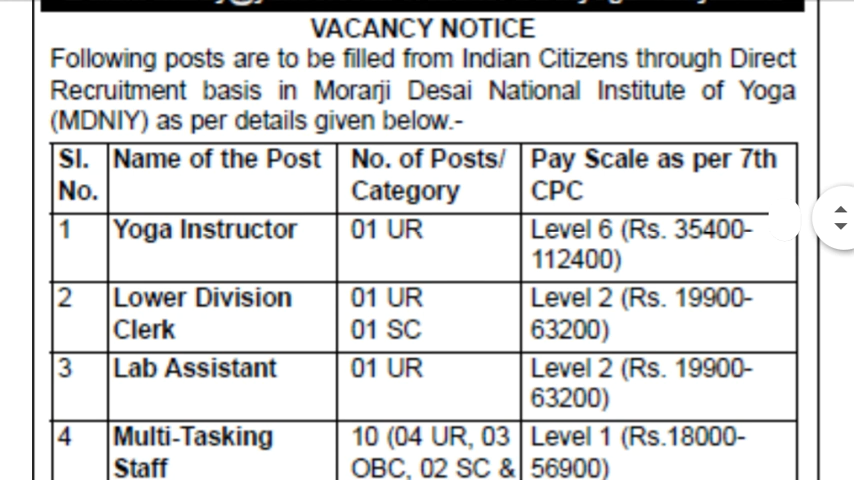 VACANCY NOTICE
Following posts are to be filled from Indian Citizens through Direct
Recruitment basis in Morarji Desai National Institute of Yoga
(MDNIY) as per details given below.-
Sl. No. Name of the Post No. of Posts/ Category Pay Scale as per 7th CPC
1 Yoga Instructor 01 UR Level 6 (Rs. 35400-112400)
2 Lower Division Clerk 01 UR 01 SC Level 2 (Rs. 19900-63200)
3 Lab Assistant 01 UR Level 2 (Rs. 19900-63200)
4 Multi-Tasking Staff 10 (04 UR, 03 OBC, 02 SC & Level 1 (Rs.18000-56900)